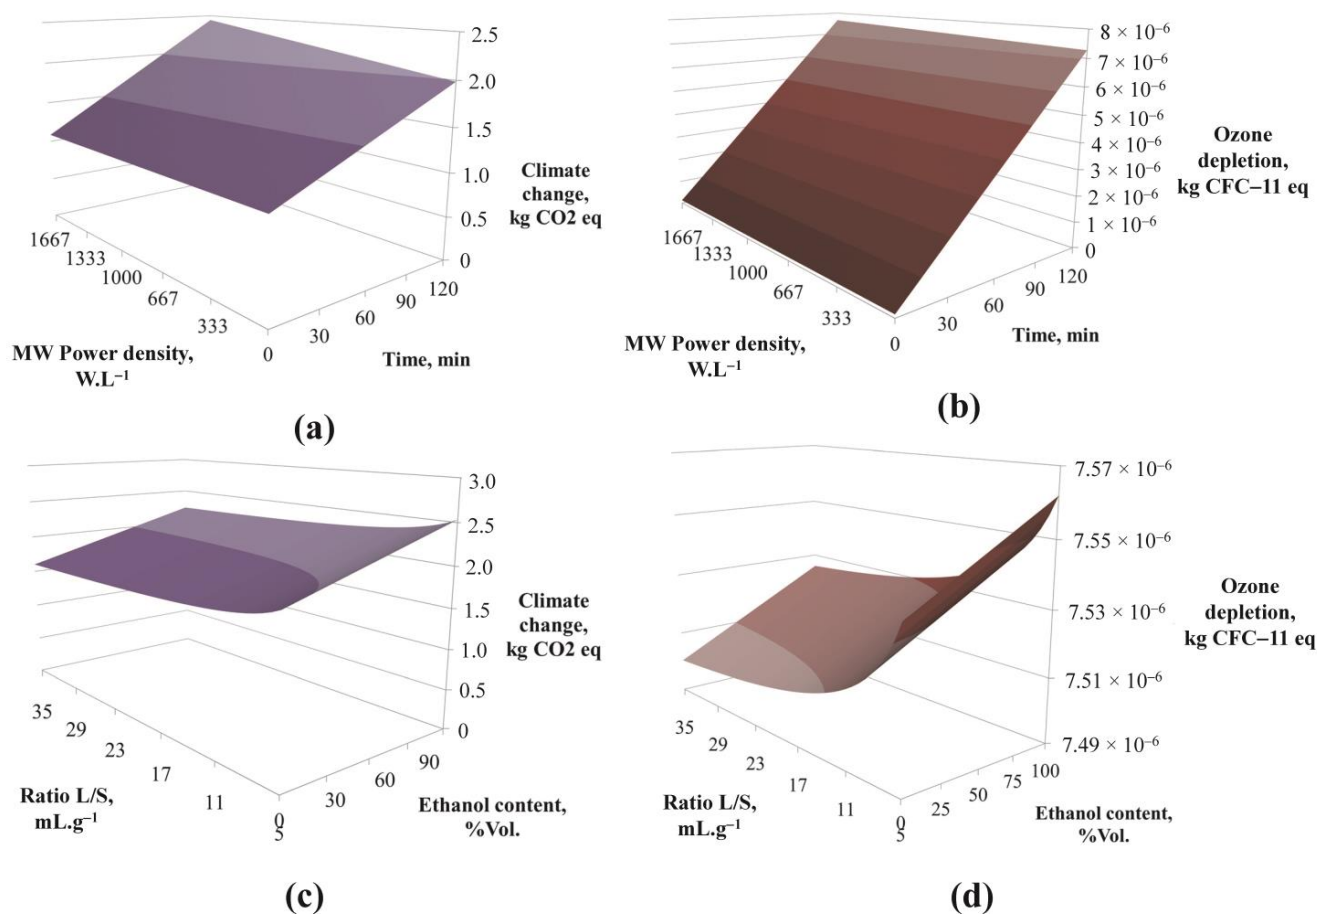 2.5
2.0
1.5
1.0
0.5
0
Climate
change,
kg CO2 eq
1667
1333
1000
667
333
0
30
60
90
120
MW Power density,
W.L⁻¹
Time, min
(a)
8 × 10⁻⁶
7 × 10⁻⁶
6 × 10⁻⁶
5 × 10⁻⁶
4 × 10⁻⁶
3 × 10⁻⁶
2 × 10⁻⁶
1 × 10⁻⁶
0
Ozone
depletion,
kg CFC–11 eq
1667
1333
1000
667
333
0
30
60
90
120
MW Power density,
W.L⁻¹
Time, min
(b)
3.0
2.5
2.0
1.5
1.0
0.5
0
Climate
change,
kg CO2 eq
35
29
23
17
11
5
0
30
60
90
Ratio L/S,
mL.g⁻¹
Ethanol content,
%Vol.
(c)
7.57 × 10⁻⁶
7.55 × 10⁻⁶
7.53 × 10⁻⁶
7.51 × 10⁻⁶
7.49 × 10⁻⁶
Ozone
depletion,
kg CFC–11 eq
35
29
23
17
11
5
0
25
50
75
100
Ratio L/S,
mL.g⁻¹
Ethanol content,
%Vol.
(d)